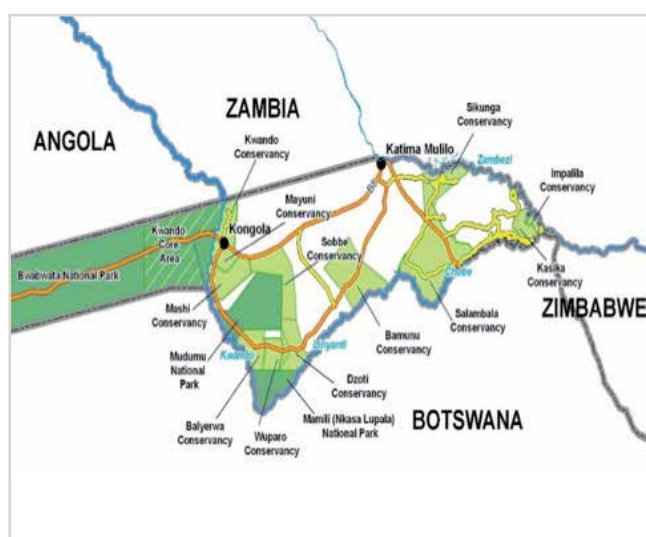 ANGOLA
ZAMBIA
Kwando
Conservancy
Mayuni
Conservancy
Katima Mulilo
B8
Sikunga
Conservancy
Zambezi
Impalila
Conservancy
Kongola
Kwando
Core
Area
Sobbe
Conservancy
Bwabwata National Park
Mashi
Conservancy
Mudumu
National
Park
Kwando
Linyanti
Chobe
Kasika
Conservancy
ZIMBABWE
Salambala
Conservancy
Bamunu
Conservancy
Dzoti
Conservancy
Balyerwa
Conservancy
Wuparo
Conservancy
Mamili (Nkasa Lupala)
National Park
BOTSWANA